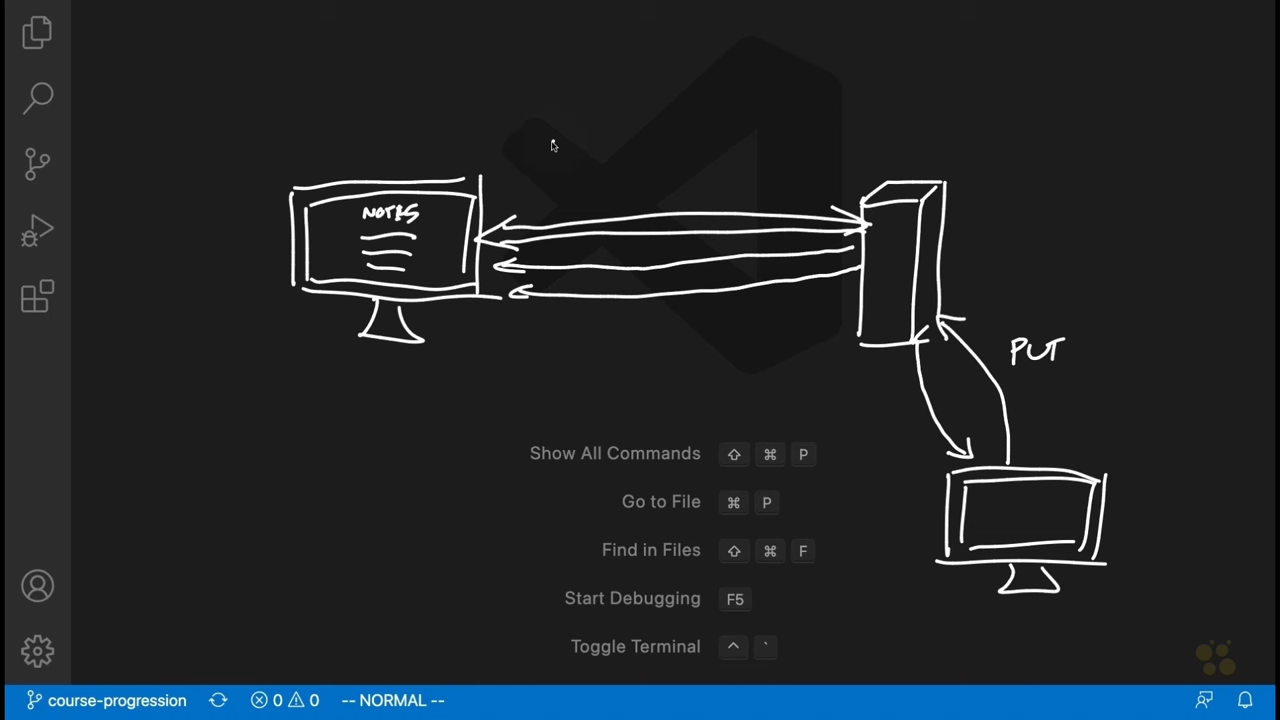 NOTES
PUT
Show All Commands ⇧ ⌘ P
Go to File ⌘ P
Find in Files ⇧ ⌘ F
Start Debugging F5
Toggle Terminal ^ `
course-progression 0 0 -- NORMAL --